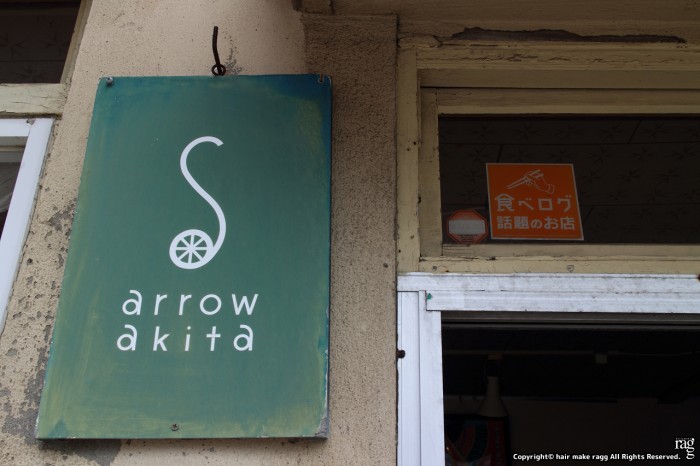 arrow
akita
食べログ
話題のお店
ragg
Copyright© hair make ragg All Rights Reserved.